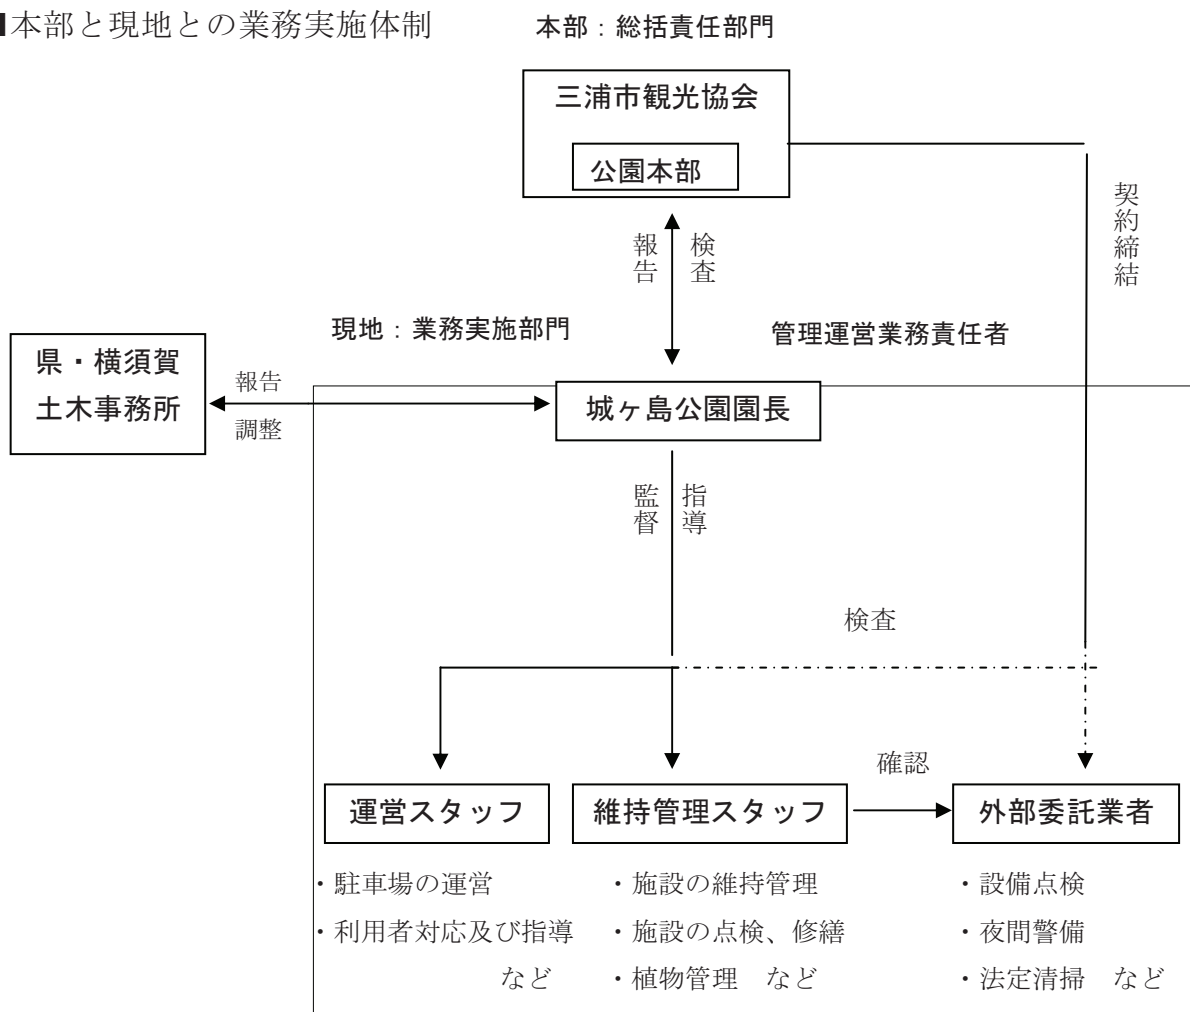 ■本部と現地との業務実施体制
本部：総括責任部門
三浦市観光協会
公園本部
契約締結
報告
検査
現地：業務実施部門
管理運営業務責任者
県・横須賀
土木事務所
報告
調整
城ヶ島公園園長
監督
指導
検査
確認
運営スタッフ
維持管理スタッフ
外部委託業者
・駐車場の運営
・利用者対応及び指導
など
・施設の維持管理
・施設の点検、修繕
・植物管理　など
・設備点検
・夜間警備
・法定清掃　など